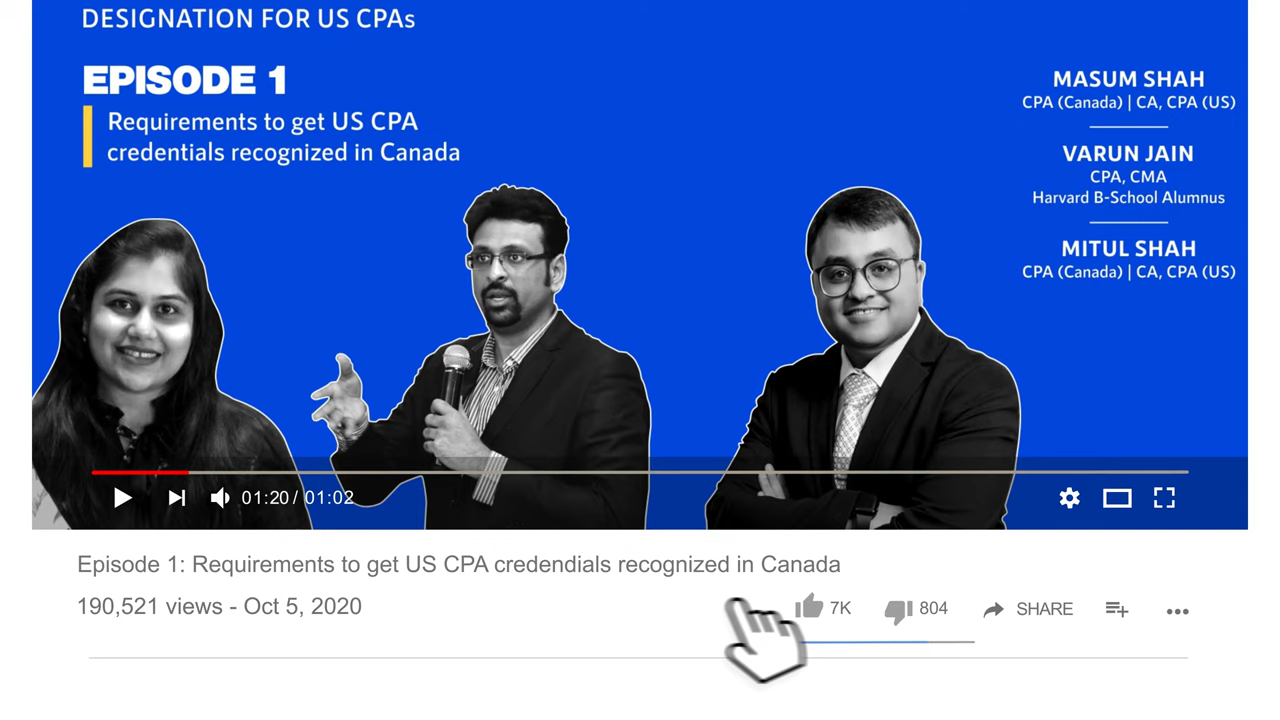 DESIGNATION FOR US CPAs
EPISODE 1
Requirements to get US CPA
credentials recognized in Canada
MASUM SHAH
CPA (Canada) | CA, CPA (US)
VARUN JAIN
CPA, CMA
Harvard B-School Alumnus
MITUL SHAH
CPA (Canada) | CA, CPA (US)
01:20 / 01:02
Episode 1: Requirements to get US CPA credendials recognized in Canada
190,521 views - Oct 5, 2020
7K
804
SHARE